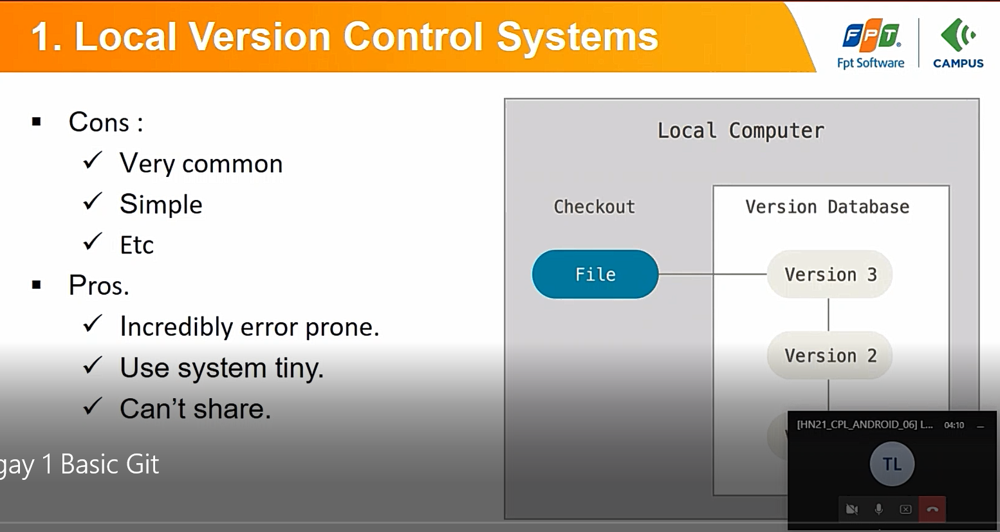 1. Local Version Control Systems
FPT
Fpt Software
CAMPUS
Cons :
Very common
Simple
Etc
Pros.
Incredibly error prone.
Use system tiny.
Can't share.
Local Computer
Checkout
Version Database
File
Version 3
Version 2
gay 1 Basic Git
[HN21_CPL_ANDROID_06] L... 04:10
TL